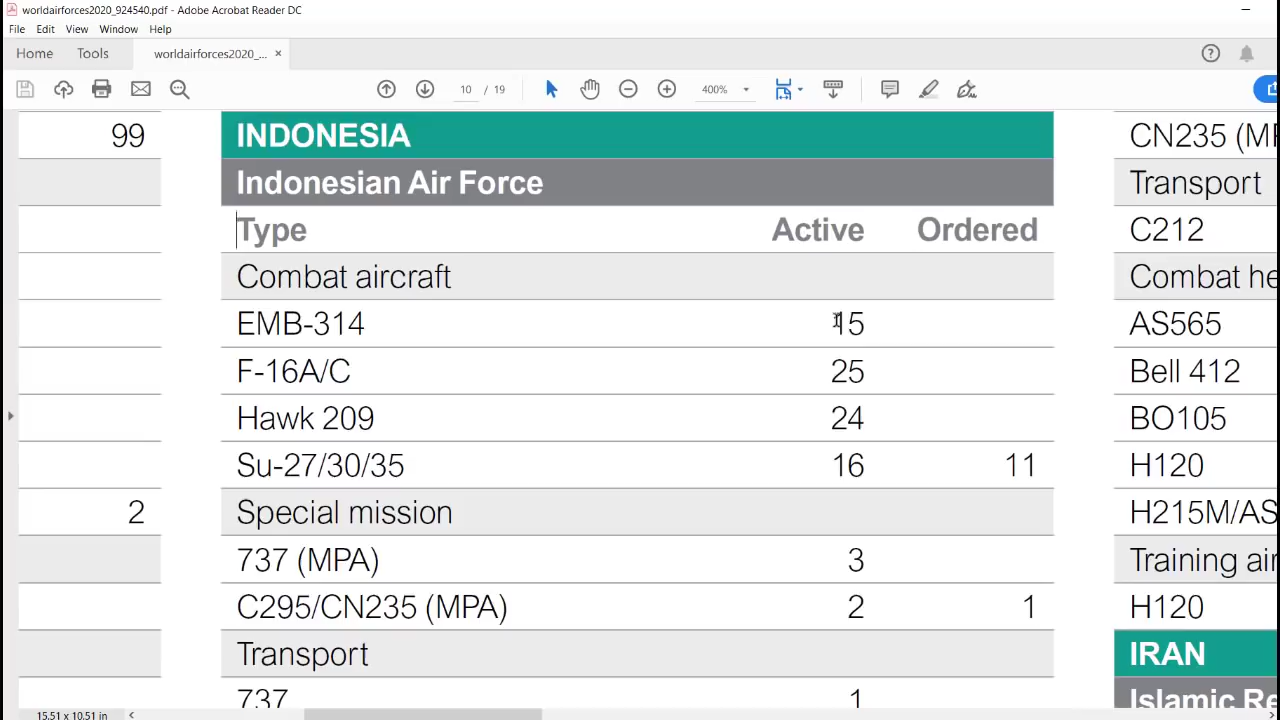 worldairforces2020_924540.pdf - Adobe Acrobat Reader DC
File Edit View Window Help
Home Tools worldairforces2020_... ×
10 / 19 400%
99
2
INDONESIA
Indonesian Air Force
Type Active Ordered
Combat aircraft
EMB-314 15
F-16A/C 25
Hawk 209 24
Su-27/30/35 16 11
Special mission
737 (MPA) 3
C295/CN235 (MPA) 2 1
Transport
737 1
CN235
Transport
C212
Combat
AS565
Bell 412
BO105
H120
H215M/AS
Training
H120
IRAN
Islamic
15.51 x 10.51 in